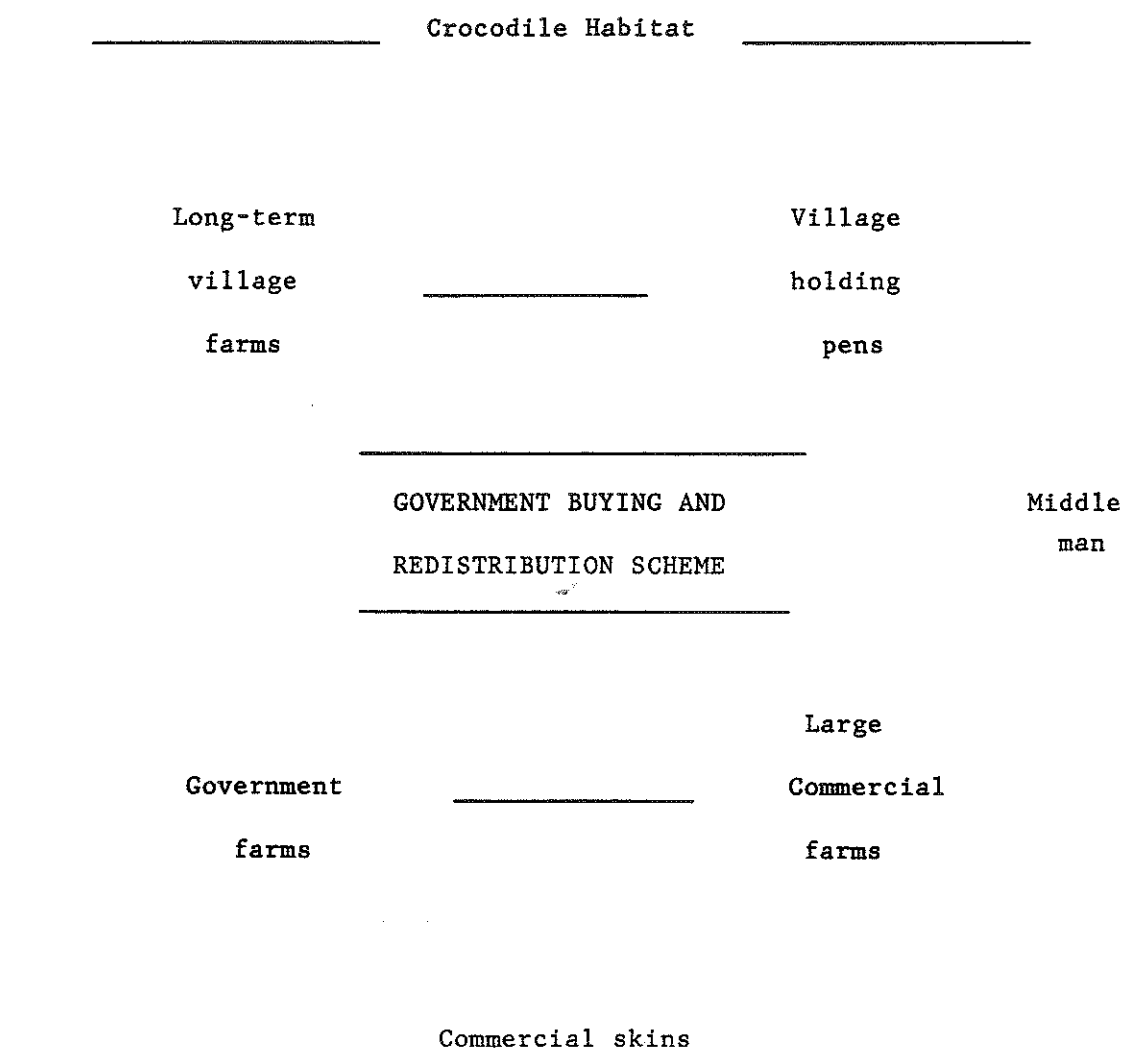 Crocodile Habitat
Long-term
village
farms
Village
holding
pens
GOVERNMENT BUYING AND
REDISTRIBUTION SCHEME
Middle
man
Government
farms
Large
Commercial
farms
Commercial skins